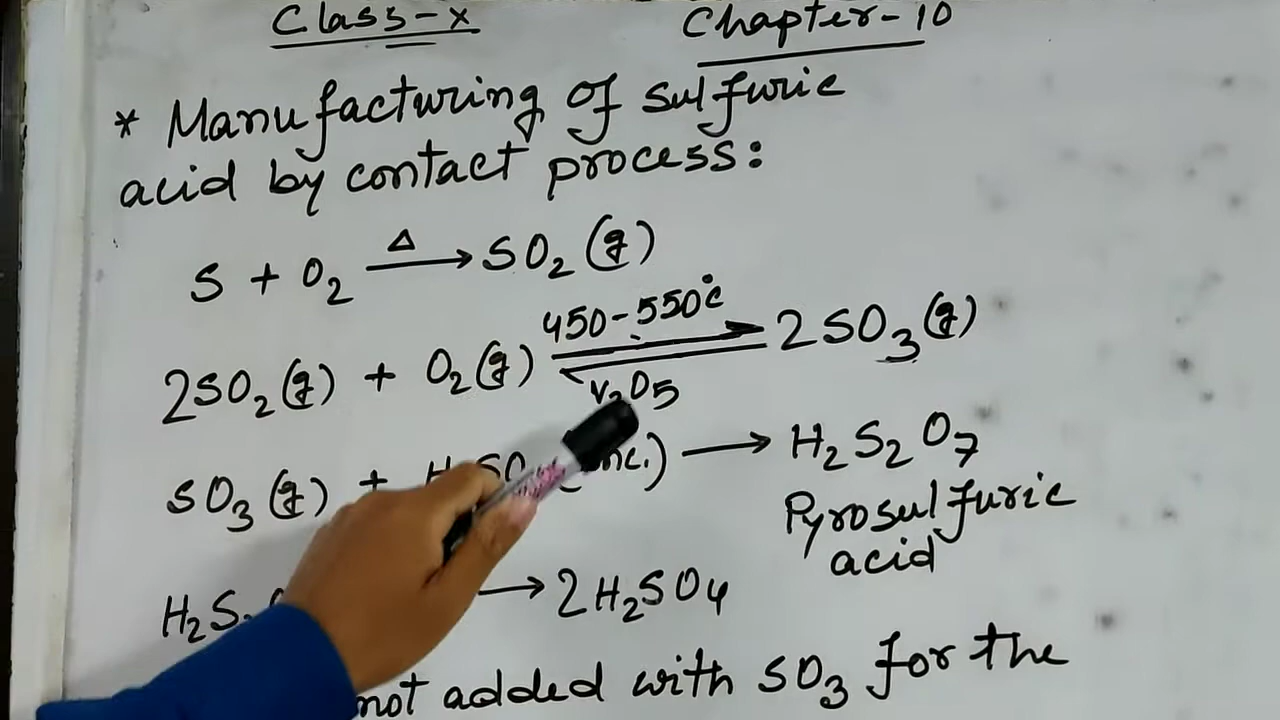 Class-X
Chapter-10
* Manufacturing of sulfuric
acid by contact process:
S + O₂ →(Δ) SO₂(g)
450-550°C
2SO₂(g) + O₂(g) ⇌ 2SO₃(g)
V₂O₅
SO₃(g) + → H₂S₂O₇
Pyrosulfuric
acid
→ 2H₂SO₄
not added with SO₃ for the